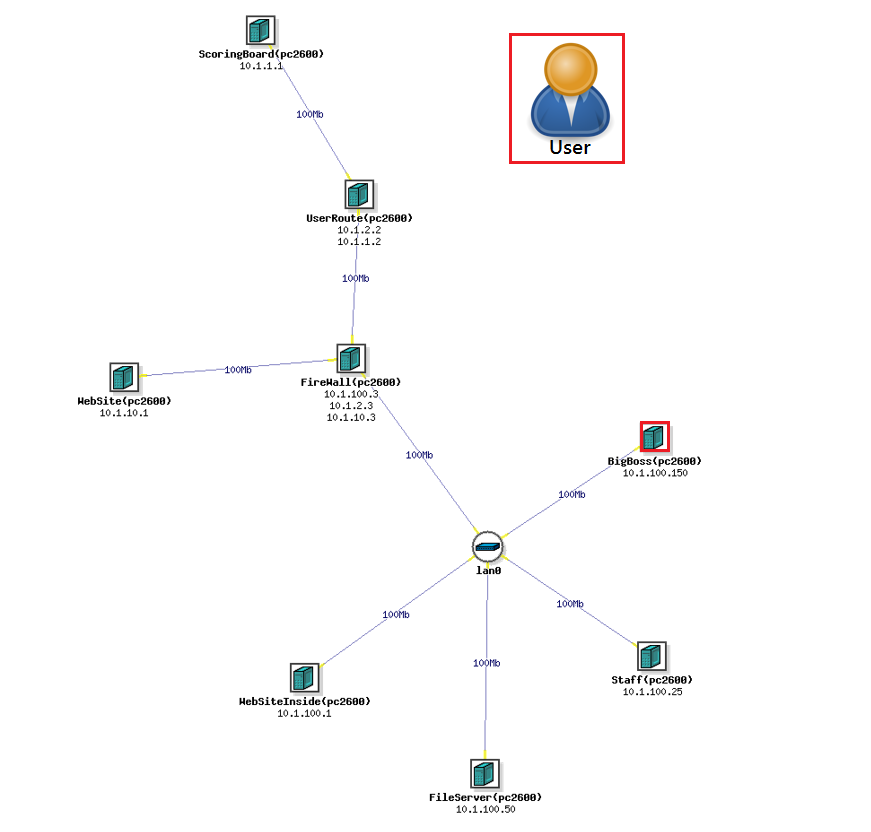 ScoringBoard(pc2600)
10.1.1.1
100Mb
User
UserRoute(pc2600)
10.1.2.2
10.1.1.2
100Mb
FireWall(pc2600)
10.1.100.3
10.1.2.3
10.1.10.3
100Mb
WebSite(pc2600)
10.1.10.1
100Mb
BigBoss(pc2600)
10.1.100.150
100Mb
lan0
100Mb
100Mb
100Mb
Staff(pc2600)
10.1.100.25
WebSiteInside(pc2600)
10.1.100.1
FileServer(pc2600)
10.1.100.50